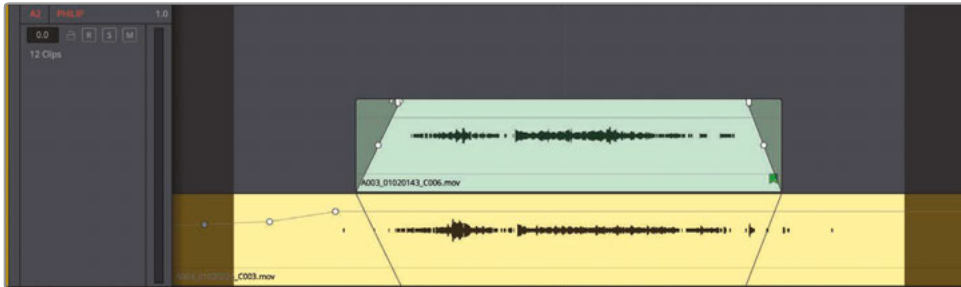 A2 PHILIP 1.0
0.0 R S M
12 Clips
A003_01020143_C006.mov
_C003.mov